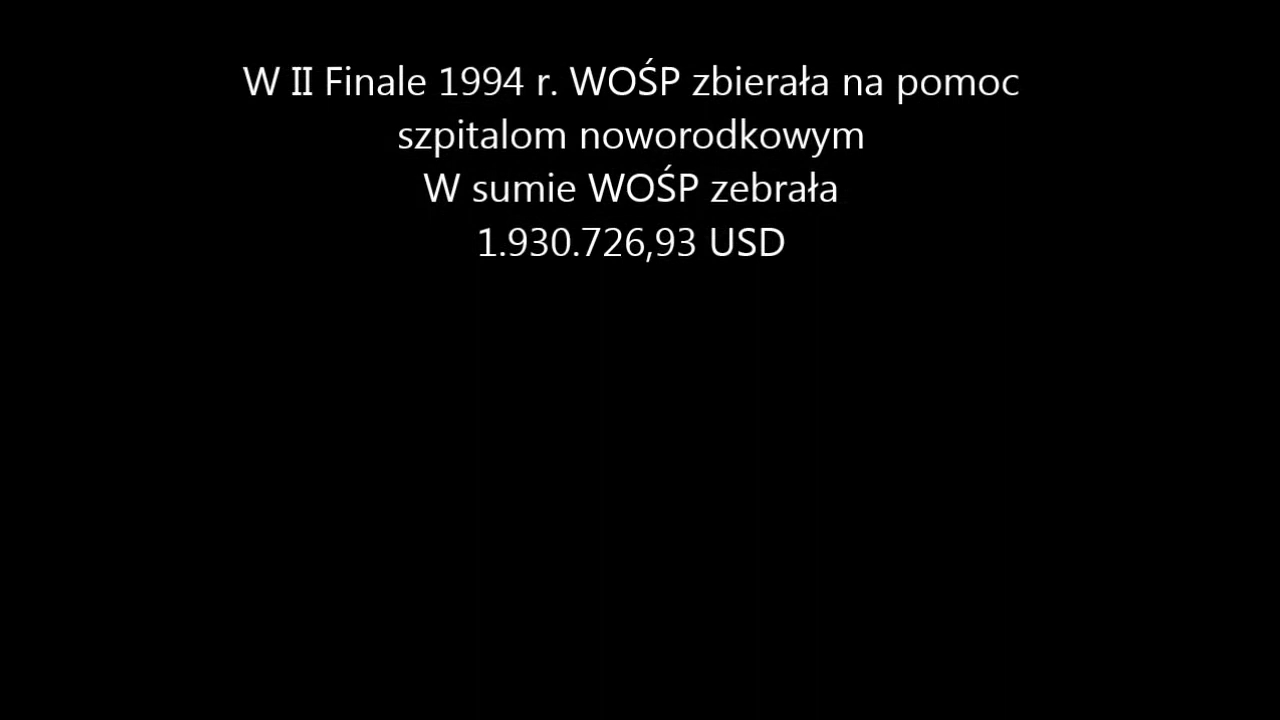 W II Finale 1994 r. WOŚP zbierała na pomoc
szpitalom noworodkowym
W sumie WOŚP zebrała
1.930.726,93 USD